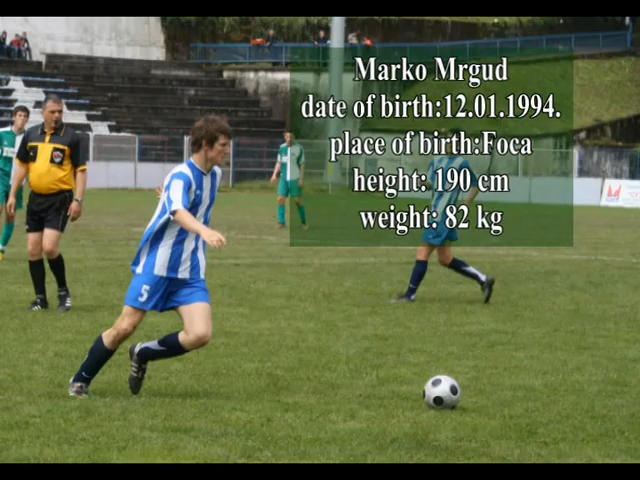 Marko Mrgud
date of birth:12.01.1994.
place of birth:Foca
height: 190 cm
weight: 82 kg
5